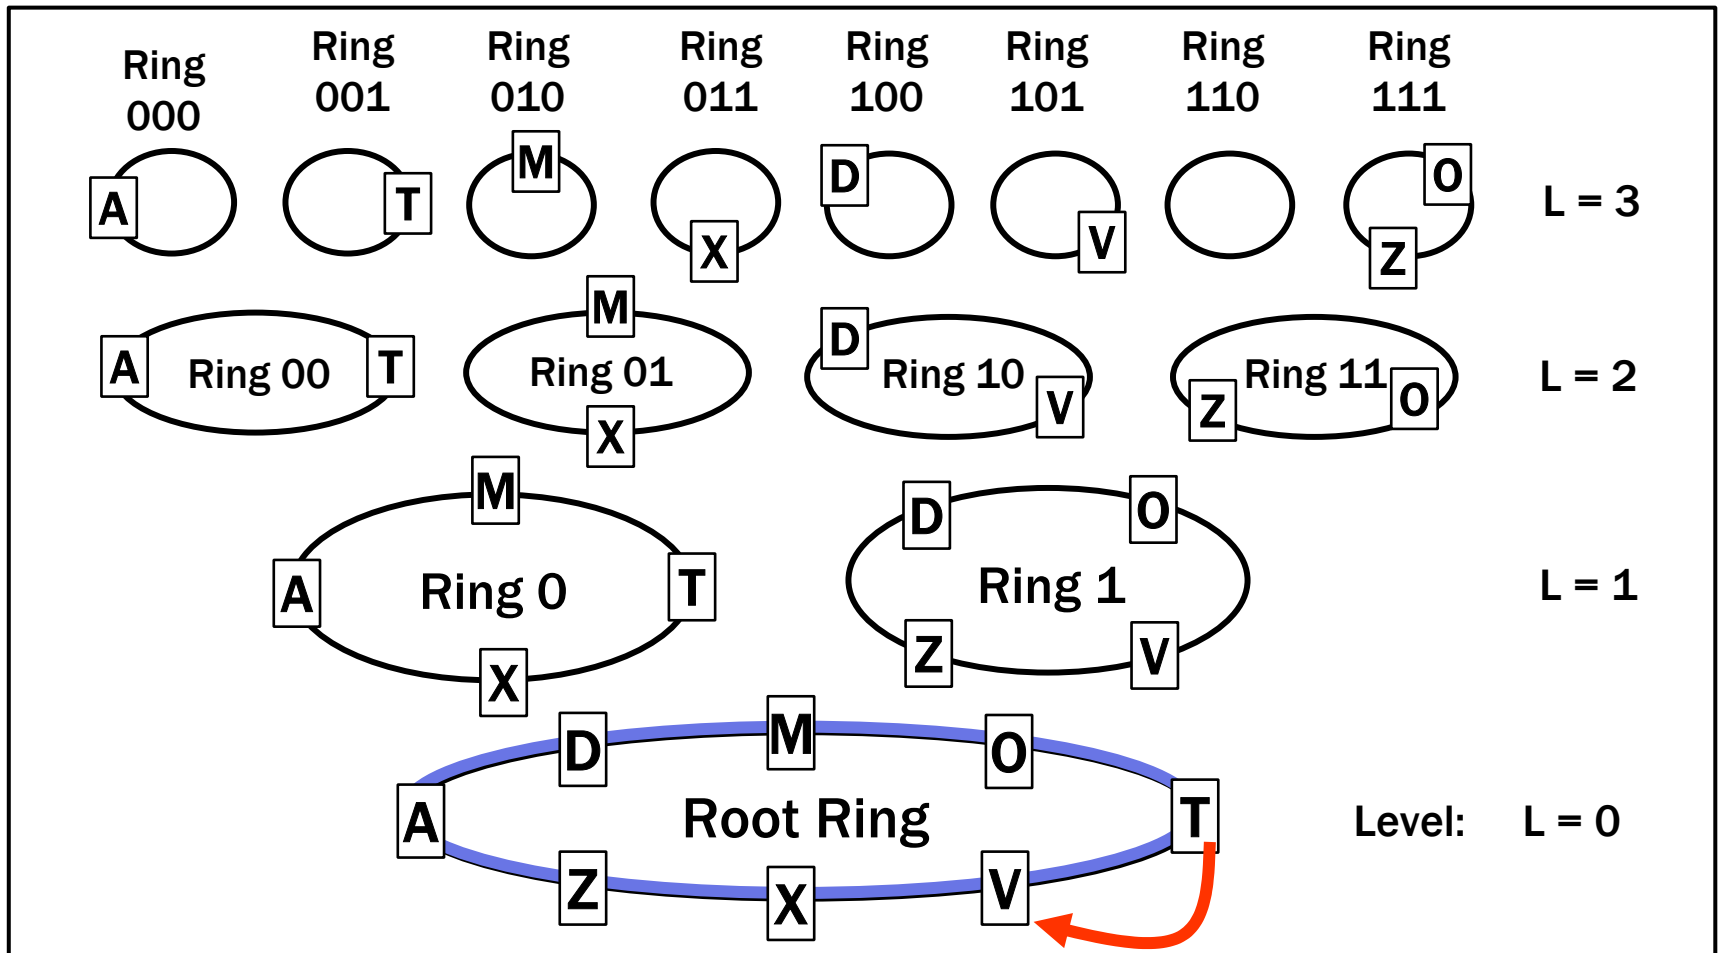 Ring 000
Ring 001
Ring 010
Ring 011
Ring 100
Ring 101
Ring 110
Ring 111
A
T
M
X
D
V
O
Z
L = 3
A
Ring 00
T
M
Ring 01
X
D
Ring 10
V
Z
Ring 11
O
L = 2
M
A
Ring 0
T
X
D
O
Ring 1
Z
V
L = 1
D
M
O
A
Root Ring
T
Z
X
V
Level: L = 0